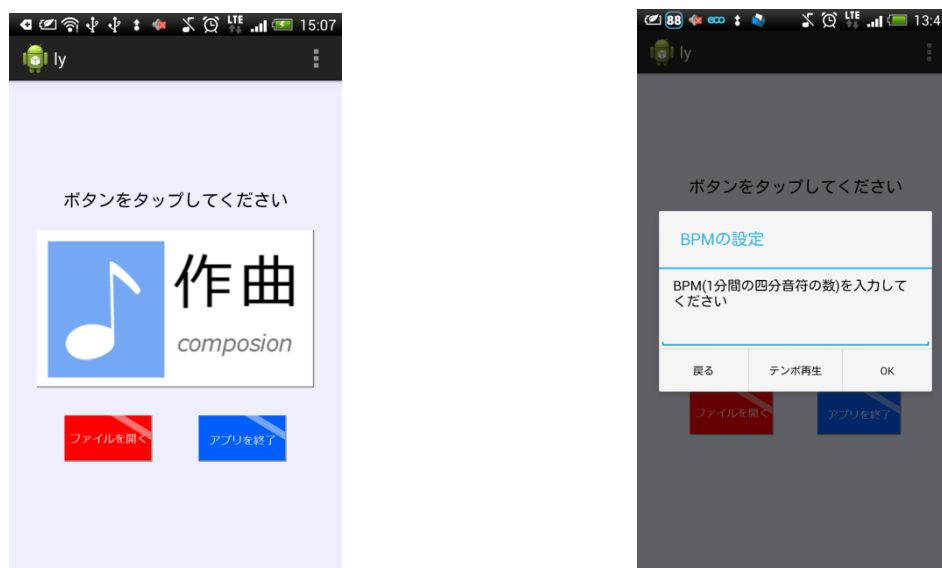 15:07
ly
ボタンをタップしてください
作曲
composion
ファイルを開く
アプリを終了
88
13:4
ly
ボタンをタップしてください
BPMの設定
BPM(1分間の四分音符の数)を入力して
ください
戻る
テンポ再生
OK
ファイルを開く
アプリを終了
LTE
LTE